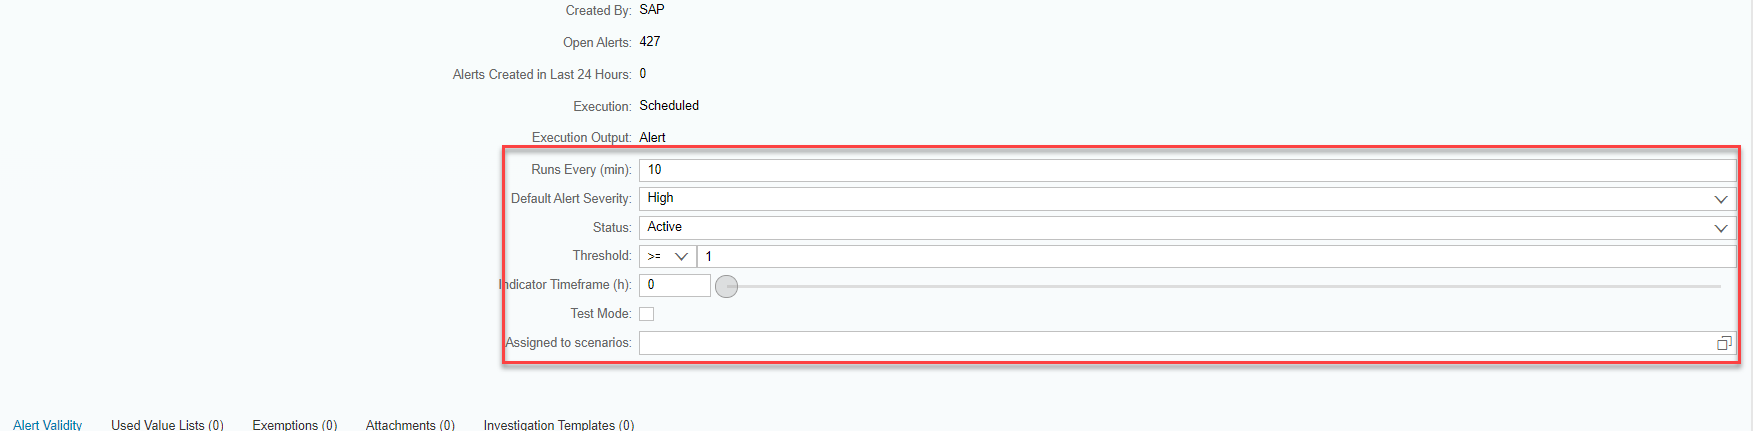 Created By: SAP
Open Alerts: 427
Alerts Created in Last 24 Hours: 0
Execution: Scheduled
Execution Output: Alert
Runs Every (min): 10
Default Alert Severity: High
Status: Active
Threshold: >= 1
Indicator Timeframe (h): 0
Test Mode:
Assigned to scenarios:
Alert Validity Used Value Lists (0) Exemptions (0) Attachments (0) Investigation Templates (0)